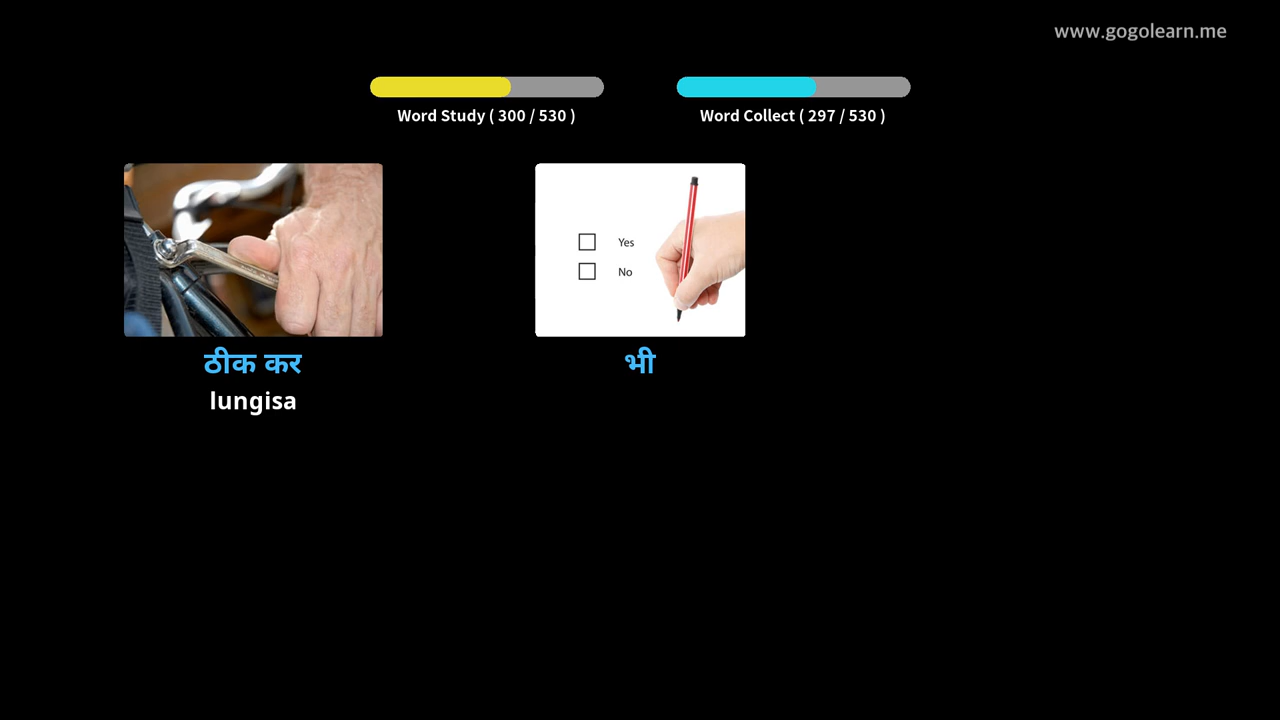 www.gogolearn.me
Word Study ( 300 / 530 )
Word Collect ( 297 / 530 )
Yes
No
ठीक कर
भी
lungisa